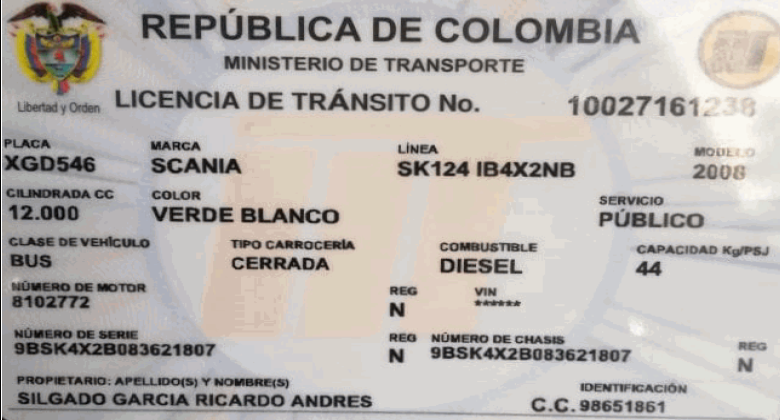 REPÚBLICA DE COLOMBIA
MINISTERIO DE TRANSPORTE
Libertad y Orden
LICENCIA DE TRÁNSITO No. 10027161238
PLACA MARCA LÍNEA MODELO
XGD546 SCANIA SK124 IB4X2NB 2008
CILINDRADA CC COLOR SERVICIO
12.000 VERDE BLANCO PÚBLICO
CLASE DE VEHÍCULO TIPO CARROCERÍA COMBUSTIBLE CAPACIDAD Kg/PSJ
BUS CERRADA DIESEL 44
NÚMERO DE MOTOR REG VIN
8102772 N ******
NÚMERO DE SERIE REG NÚMERO DE CHASIS REG
9BSK4X2B083621807 N 9BSK4X2B083621807 N
PROPIETARIO: APELLIDO(S) Y NOMBRE(S) IDENTIFICACIÓN
SILGADO GARCIA RICARDO ANDRES C.C. 98651861